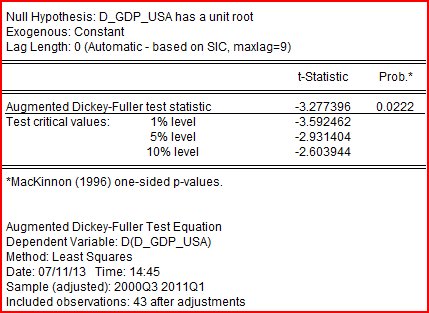 Null Hypothesis: D_GDP_USA has a unit root
Exogenous: Constant
Lag Length: 0 (Automatic - based on SIC, maxlag=9)
t-Statistic Prob.*
Augmented Dickey-Fuller test statistic -3.277396 0.0222
Test critical values: 1% level -3.592462
5% level -2.931404
10% level -2.603944
*MacKinnon (1996) one-sided p-values.
Augmented Dickey-Fuller Test Equation
Dependent Variable: D(D_GDP_USA)
Method: Least Squares
Date: 07/11/13 Time: 14:45
Sample (adjusted): 2000Q3 2011Q1
Included observations: 43 after adjustments